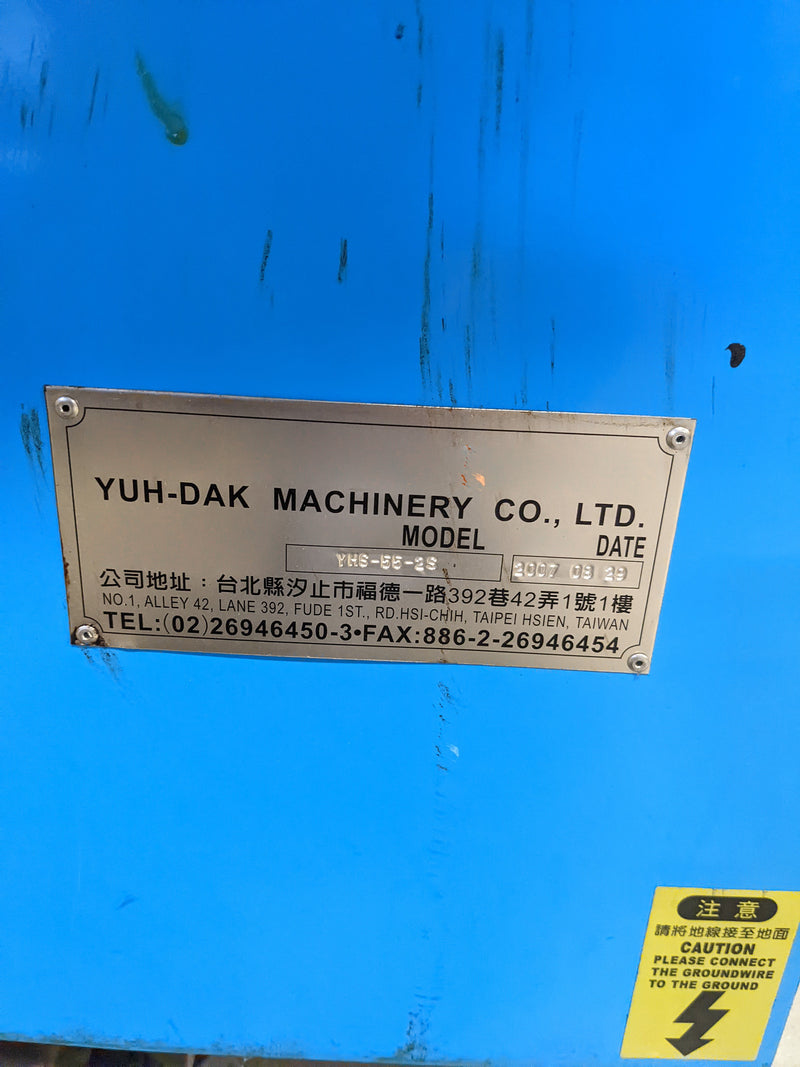 YUH-DAK MACHINERY CO., LTD.
MODEL DATE
YHS-55-2S 2007 08 29
公司地址：台北縣汐止市福德一路392巷42弄1號1樓
NO.1, ALLEY 42, LANE 392, FUDE 1ST., RD.HSI-CHIH, TAIPEI HSIEN, TAIWAN
TEL:(02)26946450-3•FAX:886-2-26946454
注意
請將地線接至地面
CAUTION
PLEASE CONNECT
THE GROUNDWIRE
TO THE GROUND